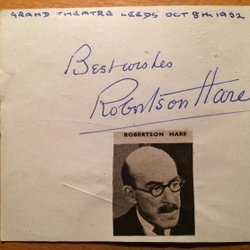 GRAND THEATRE LEEDS OCT 8TH 1952
Best wishes
Robertson Hare
ROBERTSON HARE